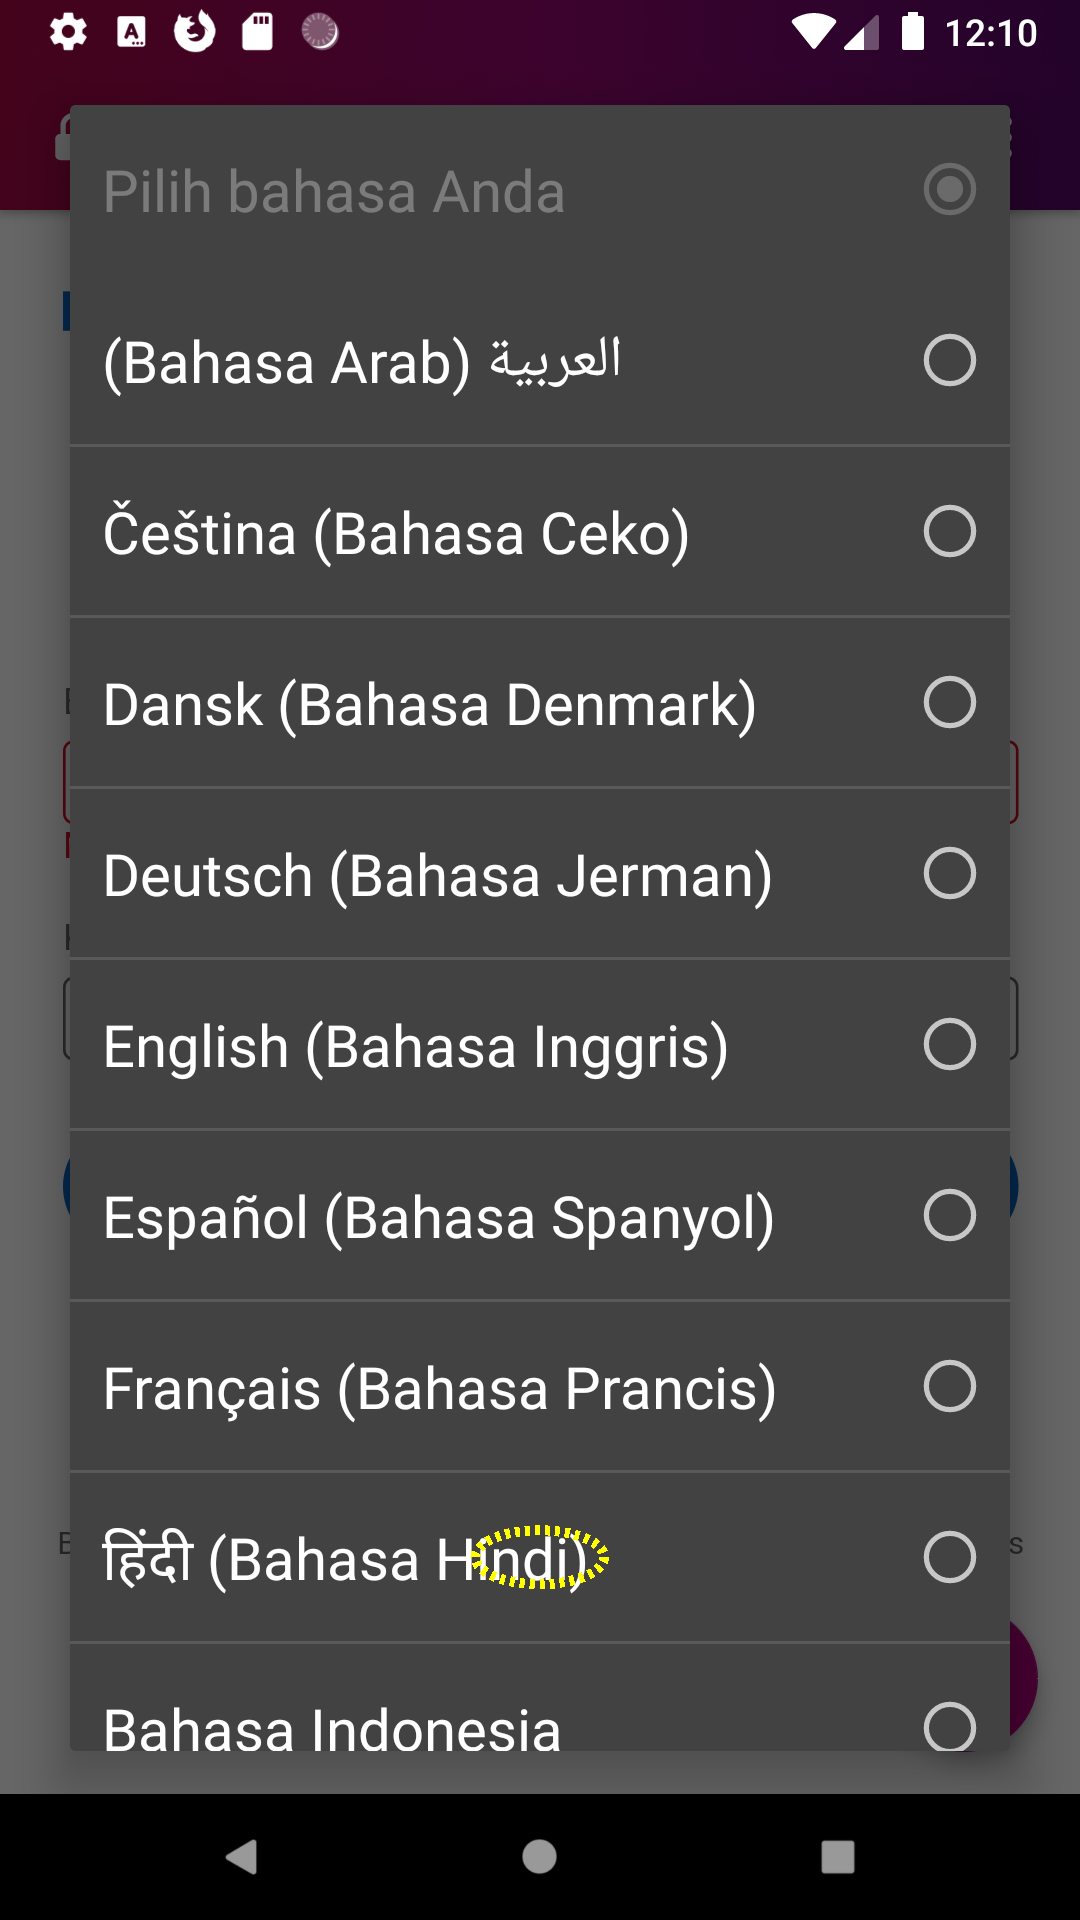 12:10
Pilih bahasa Anda
(Bahasa Arab) العربية
Čeština (Bahasa Ceko)
Dansk (Bahasa Denmark)
Deutsch (Bahasa Jerman)
English (Bahasa Inggris)
Español (Bahasa Spanyol)
Français (Bahasa Prancis)
हिंदी (Bahasa Hindi)
Bahasa Indonesia